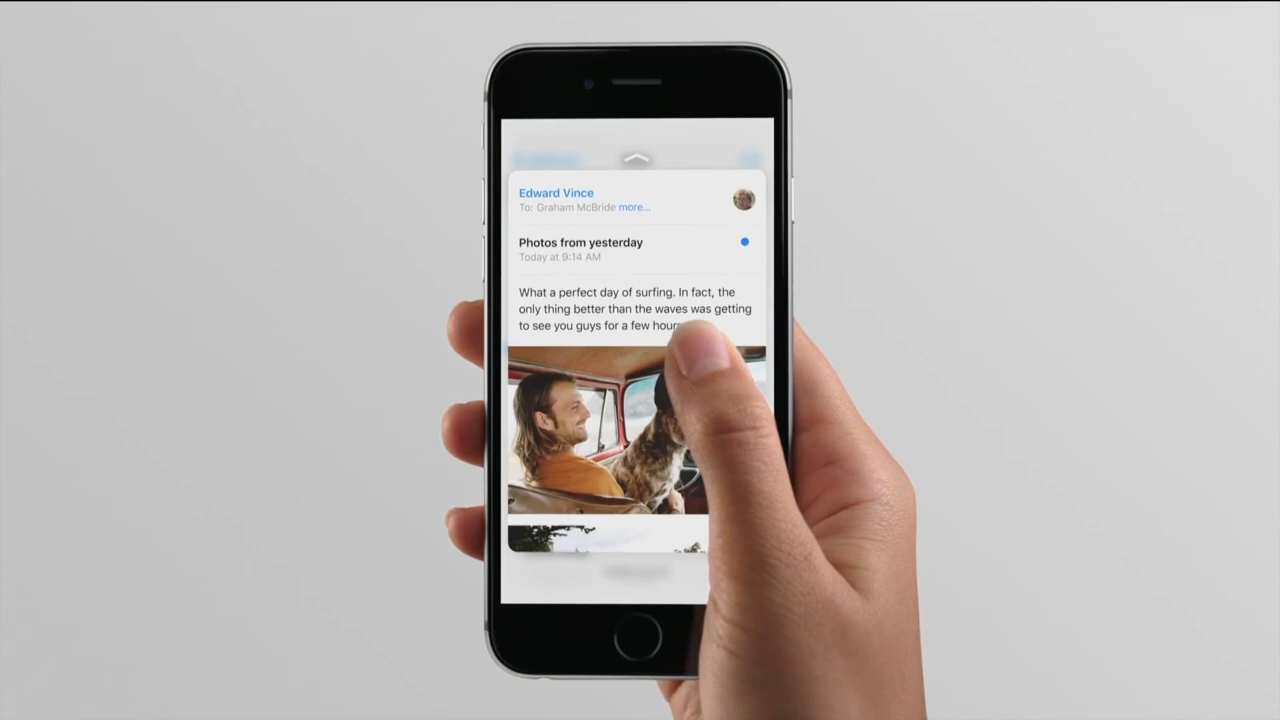 Edward Vince
To: Graham McBride more...
Photos from yesterday
Today at 9:14 AM
What a perfect day of surfing. In fact, the
only thing better than the waves was getting
to see you guys for a few hours